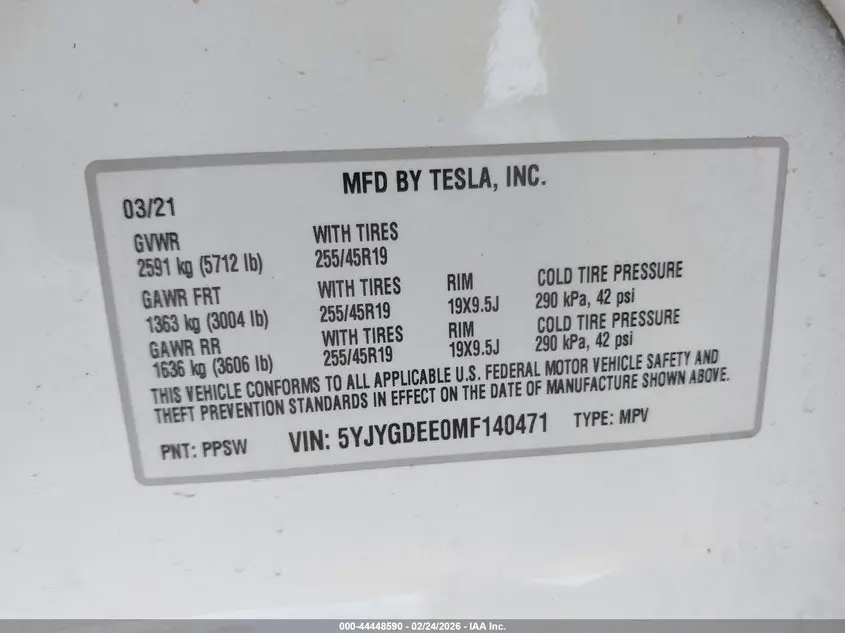 MFD BY TESLA, INC.
03/21
GVWR WITH TIRES
2591 kg (5712 lb) 255/45R19
GAWR FRT WITH TIRES RIM COLD TIRE PRESSURE
1363 kg (3004 lb) 255/45R19 19X9.5J 290 kPa, 42 psi
GAWR RR WITH TIRES RIM COLD TIRE PRESSURE
1636 kg (3606 lb) 255/45R19 19X9.5J 290 kPa, 42 psi
THIS VEHICLE CONFORMS TO ALL APPLICABLE U.S. FEDERAL MOTOR VEHICLE SAFETY AND
THEFT PREVENTION STANDARDS IN EFFECT ON THE DATE OF MANUFACTURE SHOWN ABOVE.
PNT: PPSW VIN: 5YJYGDEE0MF140471 TYPE: MPV
000-44448590 - 02/24/2026 - IAA Inc.